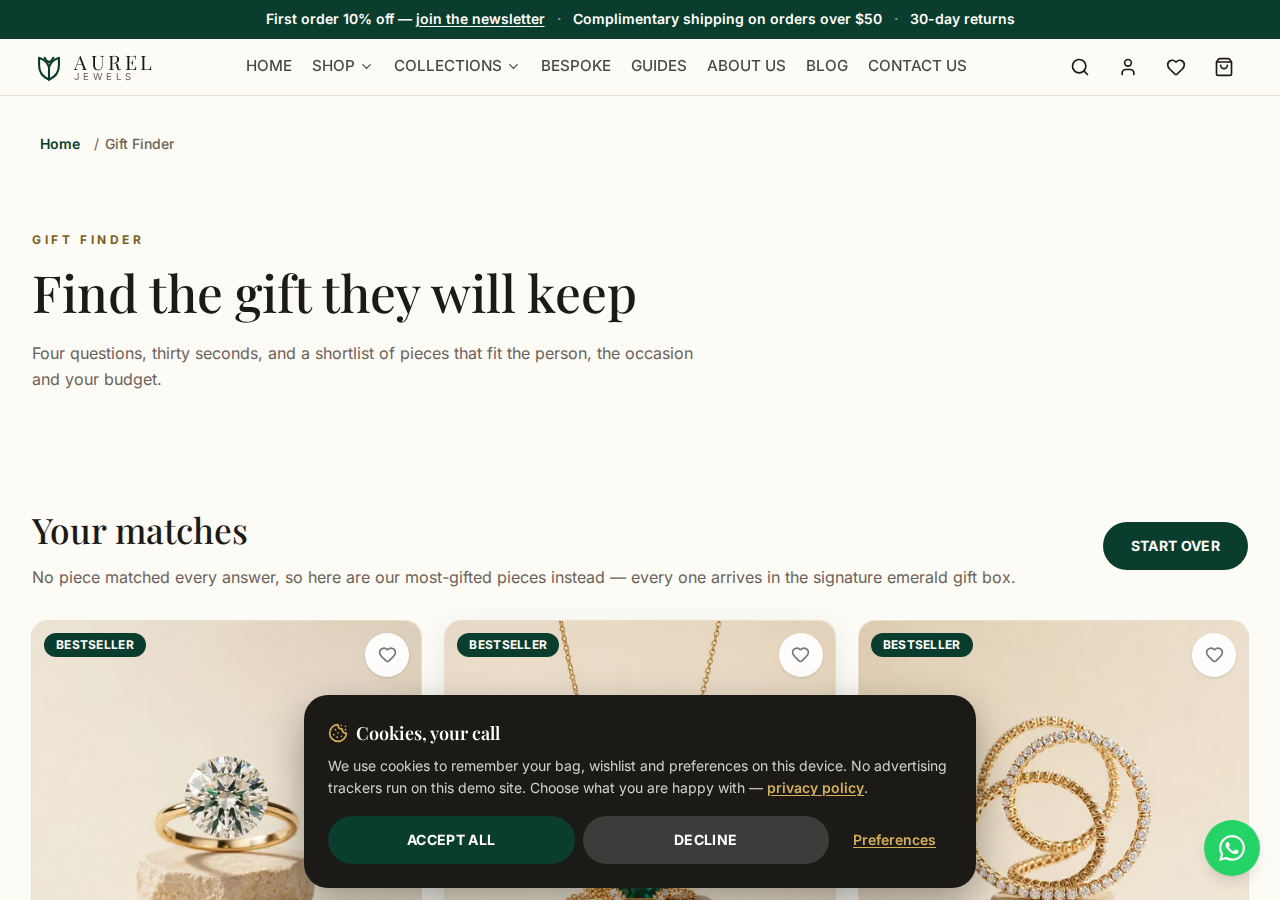 First order 10% off — join the newsletter · Complimentary shipping on orders over $50 · 30-day returns
AUREL
JEWELS
HOME SHOP COLLECTIONS BESPOKE GUIDES ABOUT US BLOG CONTACT US
Home / Gift Finder
GIFT FINDER
Find the gift they will keep
Four questions, thirty seconds, and a shortlist of pieces that fit the person, the occasion
and your budget.
Your matches
START OVER
No piece matched every answer, so here are our most-gifted pieces instead — every one arrives in the signature emerald gift box.
BESTSELLER BESTSELLER BESTSELLER
Cookies, your call
We use cookies to remember your bag, wishlist and preferences on this device. No advertising
trackers run on this demo site. Choose what you are happy with — privacy policy.
ACCEPT ALL DECLINE Preferences